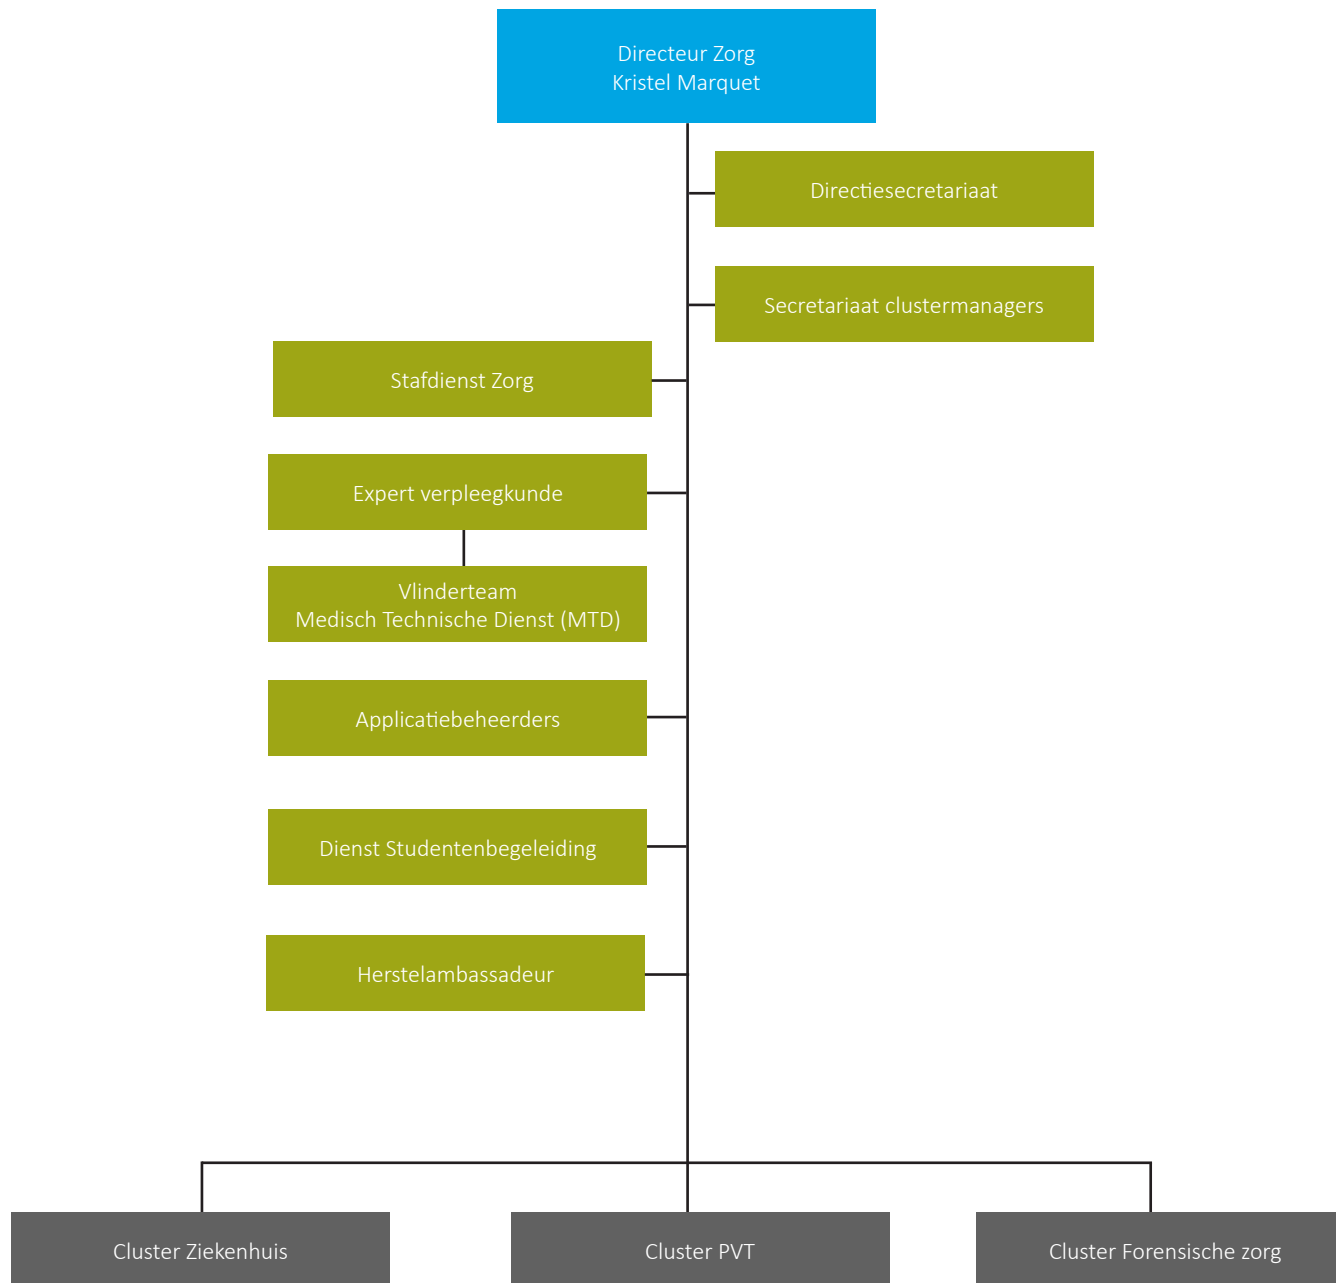 Directeur Zorg
Kristel Marquet
Directiesecretariaat
Secretariaat clustermanagers
Stafdienst Zorg
Expert verpleegkunde
Vlinderteam
Medisch Technische Dienst (MTD)
Applicatiebeheerders
Dienst Studentenbegeleiding
Herstelambassadeur
Cluster Ziekenhuis
Cluster PVT
Cluster Forensische zorg